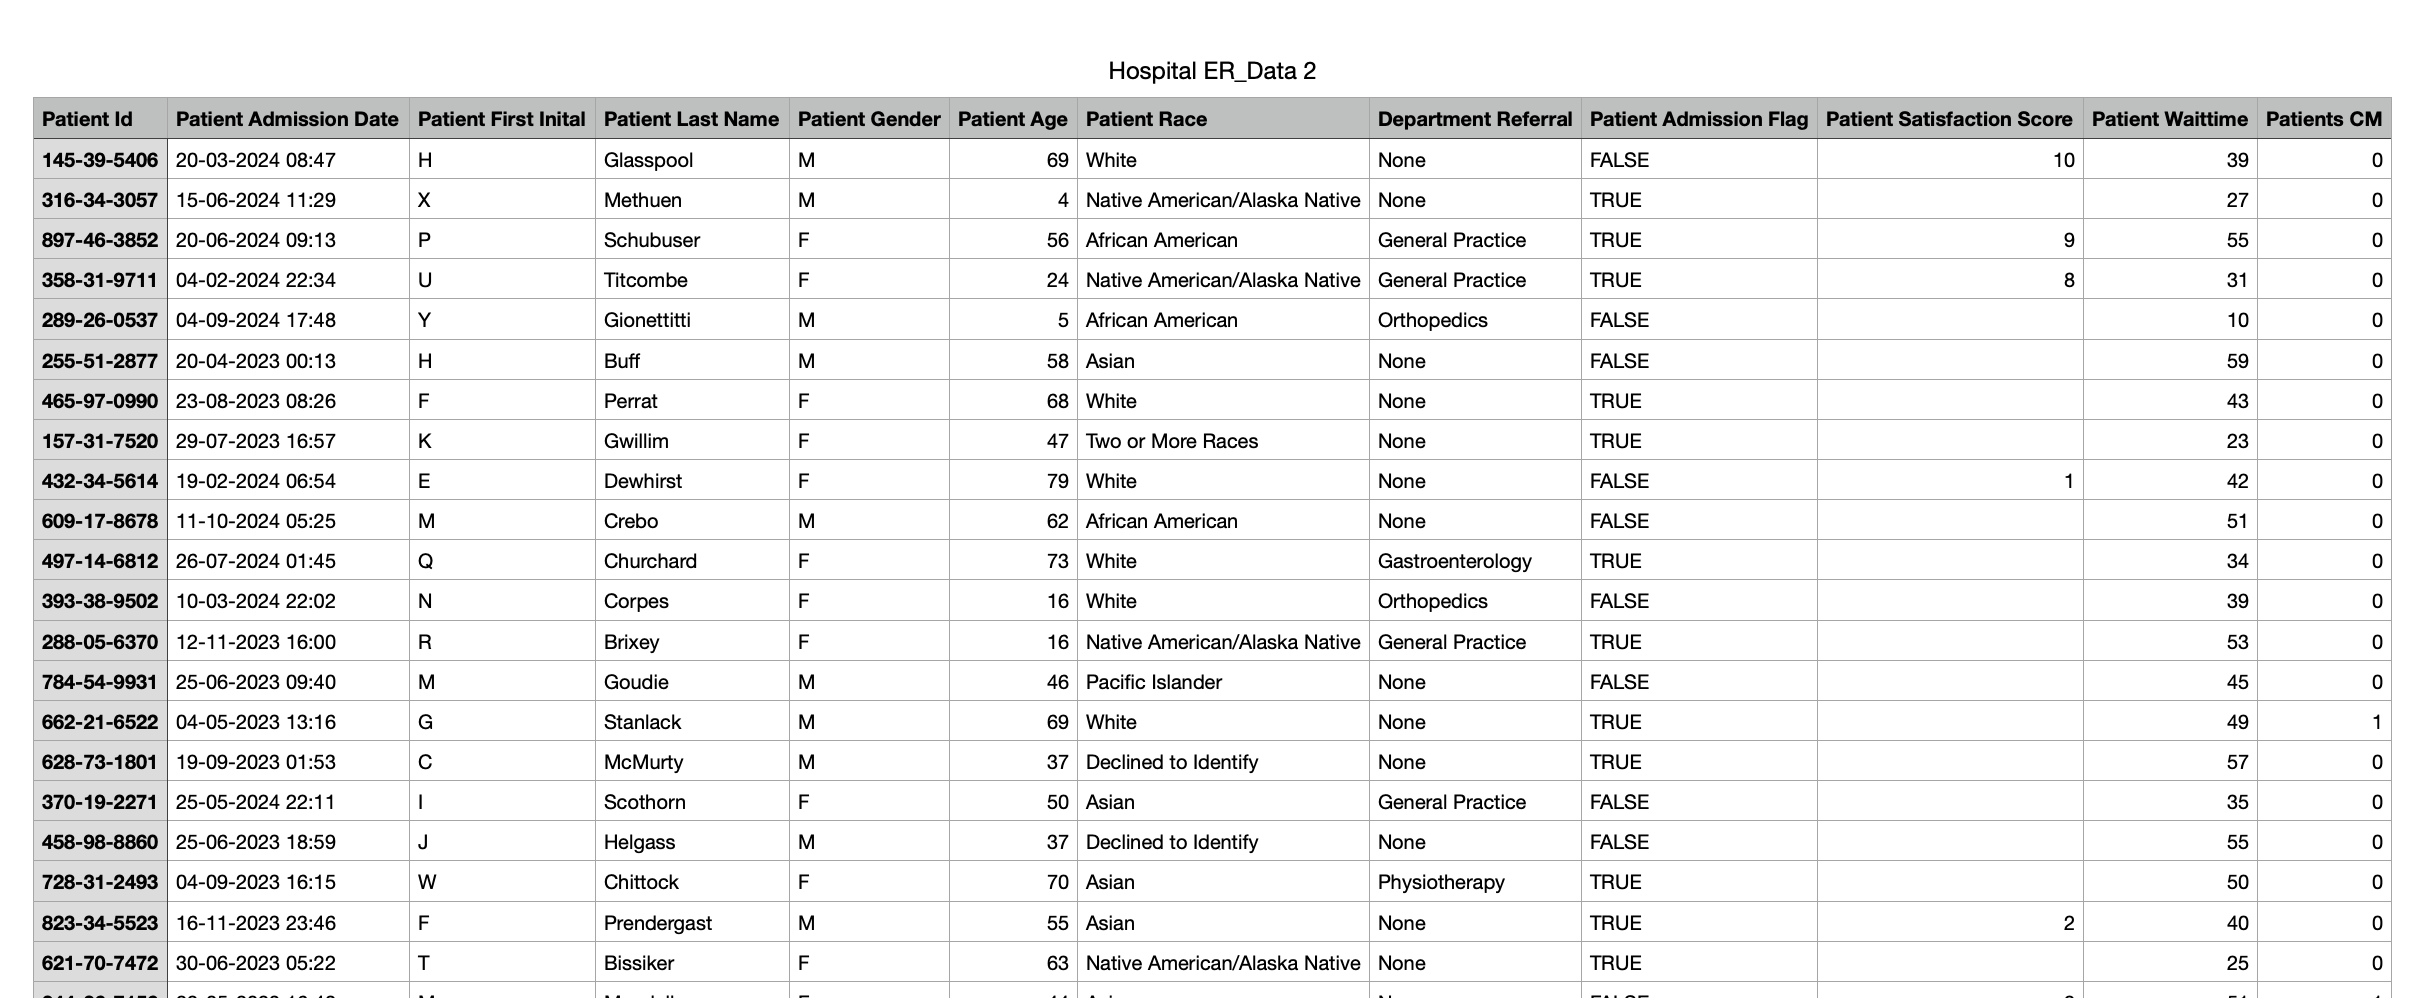 Hospital ER_Data 2
Patient Id Patient Admission Date Patient First Inital Patient Last Name Patient Gender Patient Age Patient Race Department Referral Patient Admission Flag Patient Satisfaction Score Patient Waittime Patients CM
145-39-5406 20-03-2024 08:47 H Glasspool M 69 White None FALSE 10 39 0
316-34-3057 15-06-2024 11:29 X Methuen M 4 Native American/Alaska Native None TRUE 27 0
897-46-3852 20-06-2024 09:13 P Schubuser F 56 African American General Practice TRUE 9 55 0
358-31-9711 04-02-2024 22:34 U Titcombe F 24 Native American/Alaska Native General Practice TRUE 8 31 0
289-26-0537 04-09-2024 17:48 Y Gionettitti M 5 African American Orthopedics FALSE 10 0
255-51-2877 20-04-2023 00:13 H Buff M 58 Asian None FALSE 59 0
465-97-0990 23-08-2023 08:26 F Perrat F 68 White None TRUE 43 0
157-31-7520 29-07-2023 16:57 K Gwillim F 47 Two or More Races None TRUE 23 0
432-34-5614 19-02-2024 06:54 E Dewhirst F 79 White None FALSE 1 42 0
609-17-8678 11-10-2024 05:25 M Crebo M 62 African American None FALSE 51 0
497-14-6812 26-07-2024 01:45 Q Churchard F 73 White Gastroenterology TRUE 34 0
393-38-9502 10-03-2024 22:02 N Corpes F 16 White Orthopedics FALSE 39 0
288-05-6370 12-11-2023 16:00 R Brixey F 16 Native American/Alaska Native General Practice TRUE 53 0
784-54-9931 25-06-2023 09:40 M Goudie M 46 Pacific Islander None FALSE 45 0
662-21-6522 04-05-2023 13:16 G Stanlack M 69 White None TRUE 49 1
628-73-1801 19-09-2023 01:53 C McMurty M 37 Declined to Identify None TRUE 57 0
370-19-2271 25-05-2024 22:11 I Scothorn F 50 Asian General Practice FALSE 35 0
458-98-8860 25-06-2023 18:59 J Helgass M 37 Declined to Identify None FALSE 55 0
728-31-2493 04-09-2023 16:15 W Chittock F 70 Asian Physiotherapy TRUE 50 0
823-34-5523 16-11-2023 23:46 F Prendergast M 55 Asian None TRUE 2 40 0
621-70-7472 30-06-2023 05:22 T Bissiker F 63 Native American/Alaska Native None TRUE 25 0